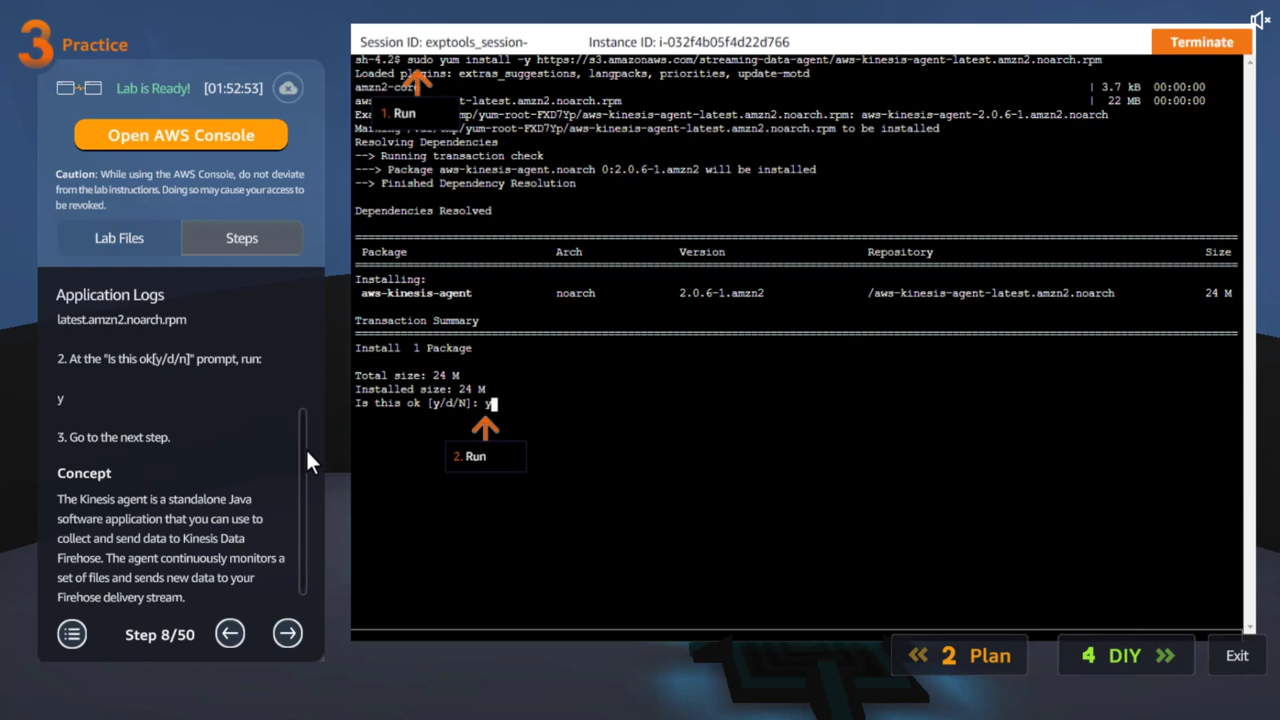 3 Practice
Lab is Ready! [01:52:53]
Open AWS Console
Caution: While using the AWS Console, do not deviate
from the lab instructions. Doing so may cause your access to
be revoked.
Lab Files
Steps
Application Logs
latest.amzn2.noarch.rpm
2. At the "Is this ok[y/d/n]" prompt, run:
y
3. Go to the next step.
Concept
The Kinesis agent is a standalone Java
software application that you can use to
collect and send data to Kinesis Data
Firehose. The agent continuously monitors a
set of files and sends new data to your
Firehose delivery stream.
Step 8/50
Session ID: exptools_session-
Instance ID: i-032f4b05f4d22d766
Terminate
sh-4.2$ sudo yum install -y https://s3.amazonaws.com/streaming-data-agent/aws-kinesis-agent-latest.amzn2.noarch.rpm
Loaded plugins: extras_suggestions, langpacks, priorities, update-motd
amzn2-core | 3.7 kB 00:00:00
aws t-latest.amzn2.noarch.rpm | 22 MB 00:00:00
Exa mp/yum-root-FXD7Yp/aws-kinesis-agent-latest.amzn2.noarch.rpm: aws-kinesis-agent-2.0.6-1.amzn2.noarch
/yum-root-FXD7Yp/aws-kinesis-agent-latest.amzn2.noarch.rpm to be installed
Resolving Dependencies
--> Running transaction check
---> Package aws-kinesis-agent.noarch 0:2.0.6-1.amzn2 will be installed
--> Finished Dependency Resolution
Dependencies Resolved
Package Arch Version Repository Size
Installing:
aws-kinesis-agent noarch 2.0.6-1.amzn2 /aws-kinesis-agent-latest.amzn2.noarch 24 M
Transaction Summary
Install 1 Package
Total size: 24 M
Installed size: 24 M
Is this ok [y/d/N]: y
1. Run
2. Run
2 Plan
4 DIY
Exit